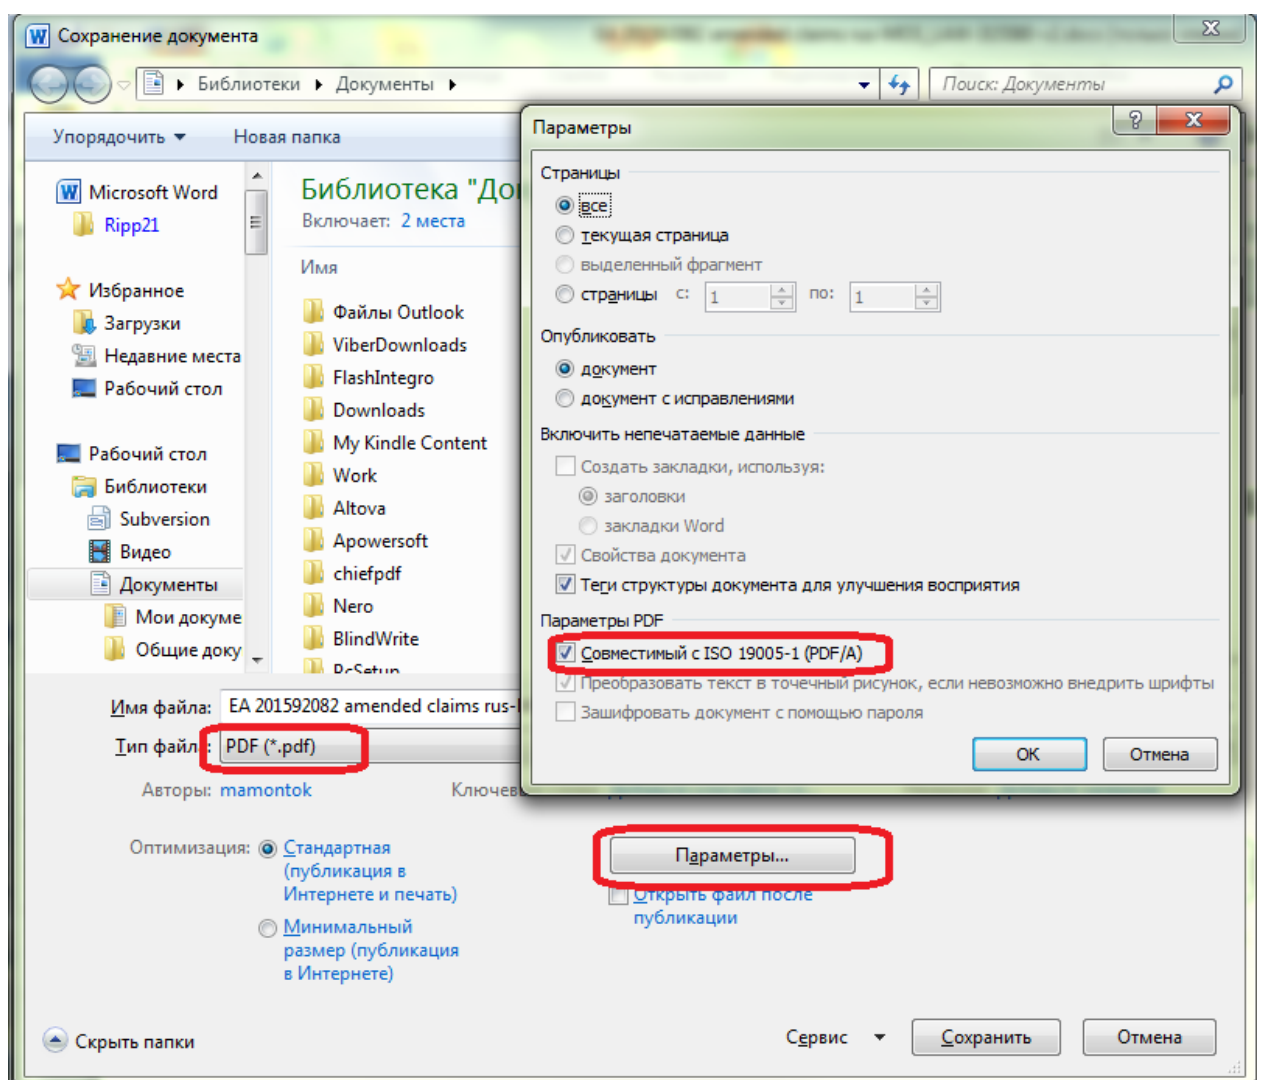 Сохранение документа
Библиотеки
Документы
Поиск: Документы
Упорядочить
Новая папка
Microsoft Word
Ripp21
Избранное
Загрузки
Недавние места
Рабочий стол
Рабочий стол
Библиотеки
Subversion
Видео
Документы
Мои докуме
Общие доку
Библиотека "До
Включает: 2 места
Имя
Файлы Outlook
ViberDownloads
FlashIntegro
Downloads
My Kindle Content
Work
Altova
Apowersoft
chiefpdf
Nero
BlindWrite
PcSetup
Параметры
Страницы
все
текущая страница
выделенный фрагмент
страницы с: 1 по: 1
Опубликовать
документ
документ с исправлениями
Включить непечатаемые данные
Создать закладки, используя:
заголовки
закладки Word
Свойства документа
Теги структуры документа для улучшения восприятия
Параметры PDF
Совместимый с ISO 19005-1 (PDF/A)
Преобразовать текст в точечный рисунок, если невозможно внедрить шрифты
Зашифровать документ с помощью пароля
ОК
Отмена
Имя файла: EA 201592082 amended claims rus-
Тип файла: PDF (*.pdf)
Авторы: mamontok
Ключевы
Оптимизация: Стандартная
(публикация в
Интернете и печать)
Минимальный
размер (публикация
в Интернете)
Параметры...
Открыть файл после
публикации
Скрыть папки
Сервис
Сохранить
Отмена